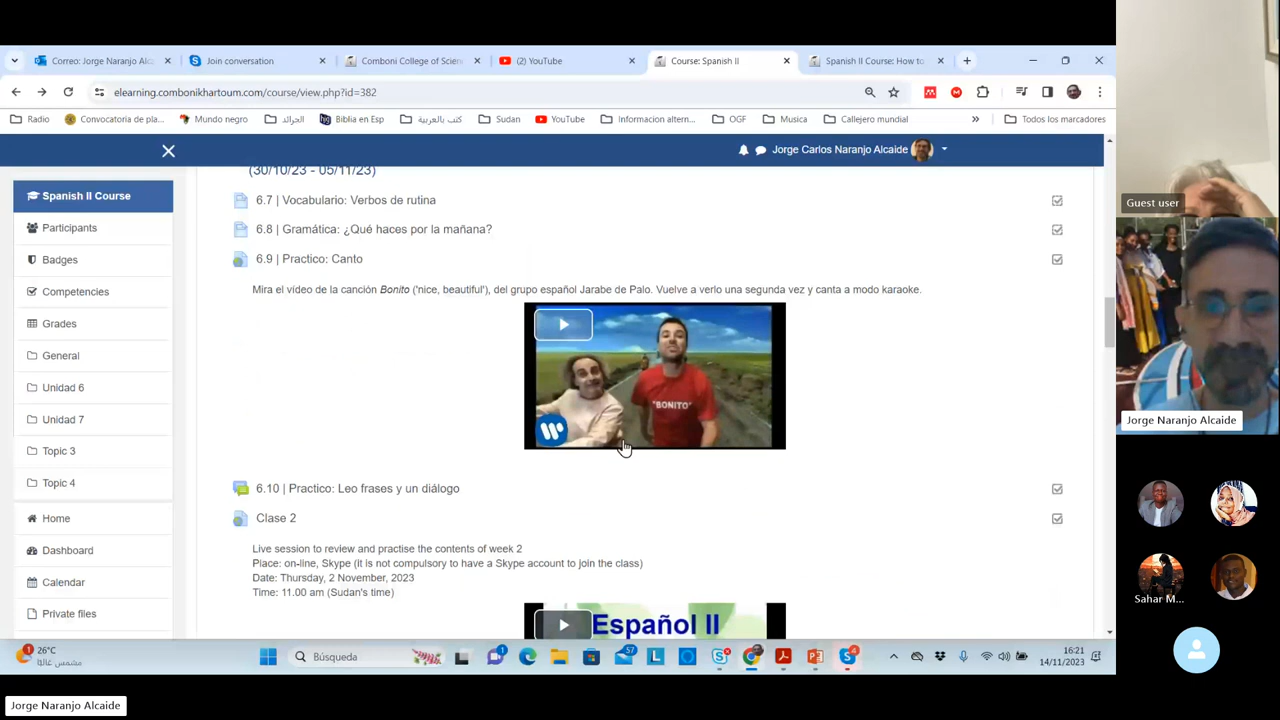 Correo: Jorge Naranjo Alc
Join conversation
Comboni College of Scien
(2) YouTube
Course: Spanish II
Spanish II Course: How to
elearning.combonikhartoum.com/course/view.php?id=382
Radio
Convocatoria de pla...
Mundo negro
الجرائد
Biblia en Esp
كتب بالعربية
Sudan
YouTube
Informacion altern...
OGF
Musica
Callejero mundial
»
Todos los marcadores
Jorge Carlos Naranjo Alcaide
Spanish II Course
Participants
Badges
Competencies
Grades
General
Unidad 6
Unidad 7
Topic 3
Topic 4
Home
Dashboard
Calendar
Private files
(30/10/23 - 05/11/23)
6.7 | Vocabulario: Verbos de rutina
6.8 | Gramática: ¿Qué haces por la mañana?
6.9 | Practico: Canto
Mira el vídeo de la canción Bonito ('nice, beautiful'), del grupo español Jarabe de Palo. Vuelve a verlo una segunda vez y canta a modo karaoke.
"BONITO"
6.10 | Practico: Leo frases y un diálogo
Clase 2
Live session to review and practise the contents of week 2
Place: on-line, Skype (it is not compulsory to have a Skype account to join the class)
Date: Thursday, 2 November, 2023
Time: 11.00 am (Sudan's time)
Español II
Guest user
Jorge Naranjo Alcaide
Sahar M...
1
26°C
مشمس غالبًا
Búsqueda
1
57
L
4
16:21
14/11/2023
Jorge Naranjo Alcaide